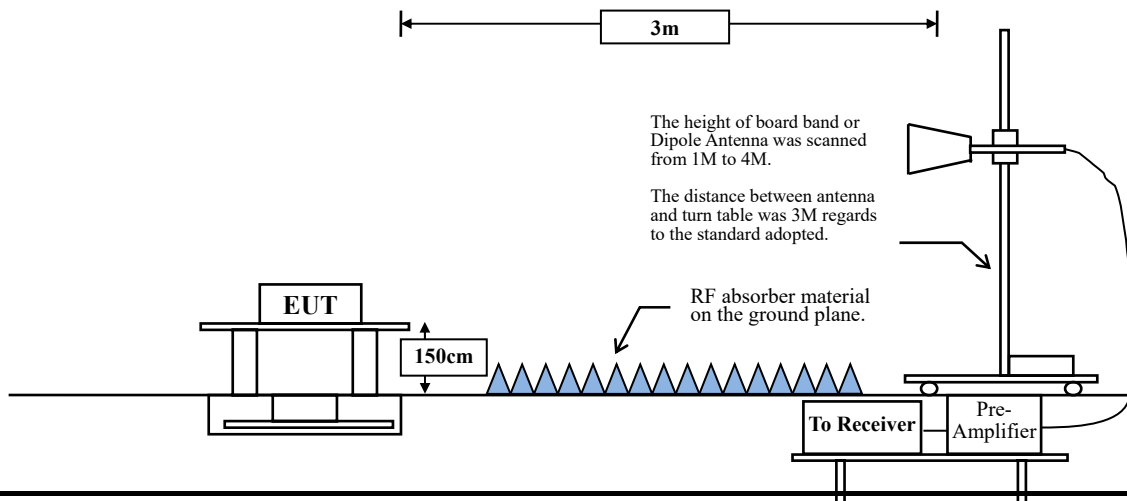 3m
The height of board band or
Dipole Antenna was scanned
from 1M to 4M.
The distance between antenna
and turn table was 3M regards
to the standard adopted.
EUT
RF absorber material
on the ground plane.
150cm
To Receiver
Pre-
Amplifier